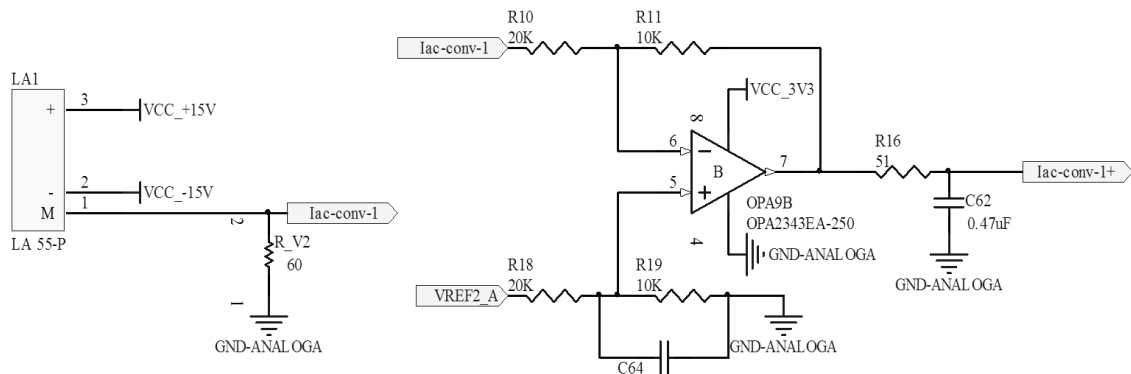 LA1
+
3
VCC_+15V
-
2
VCC_-15V
M
1
LA 55-P
2
Iac-conv-1
R_V2
60
1
GND-ANALOGA
Iac-conv-1
R10
20K
R11
10K
VCC_3V3
8
6
−
B
7
5
+
OPA9B
OPA2343EA-250
4
GND-ANALOGA
R16
51
Iac-conv-1+
C62
0.47uF
GND-ANALOGA
VREF2_A
R18
20K
R19
10K
GND-ANALOGA
C64